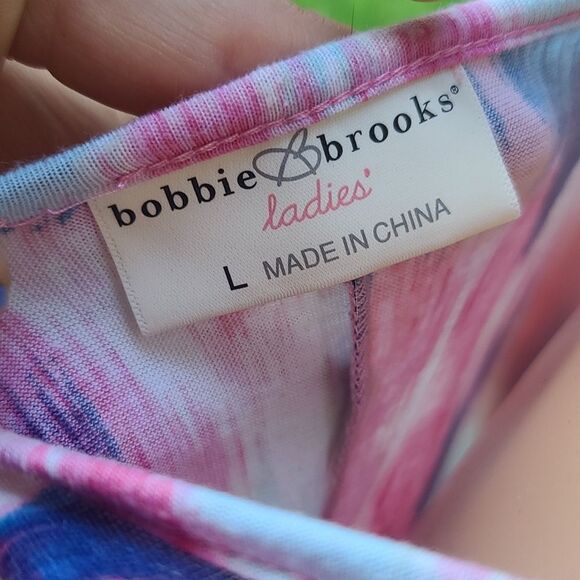 bobbie B brooks®
ladies'
L MADE IN CHINA